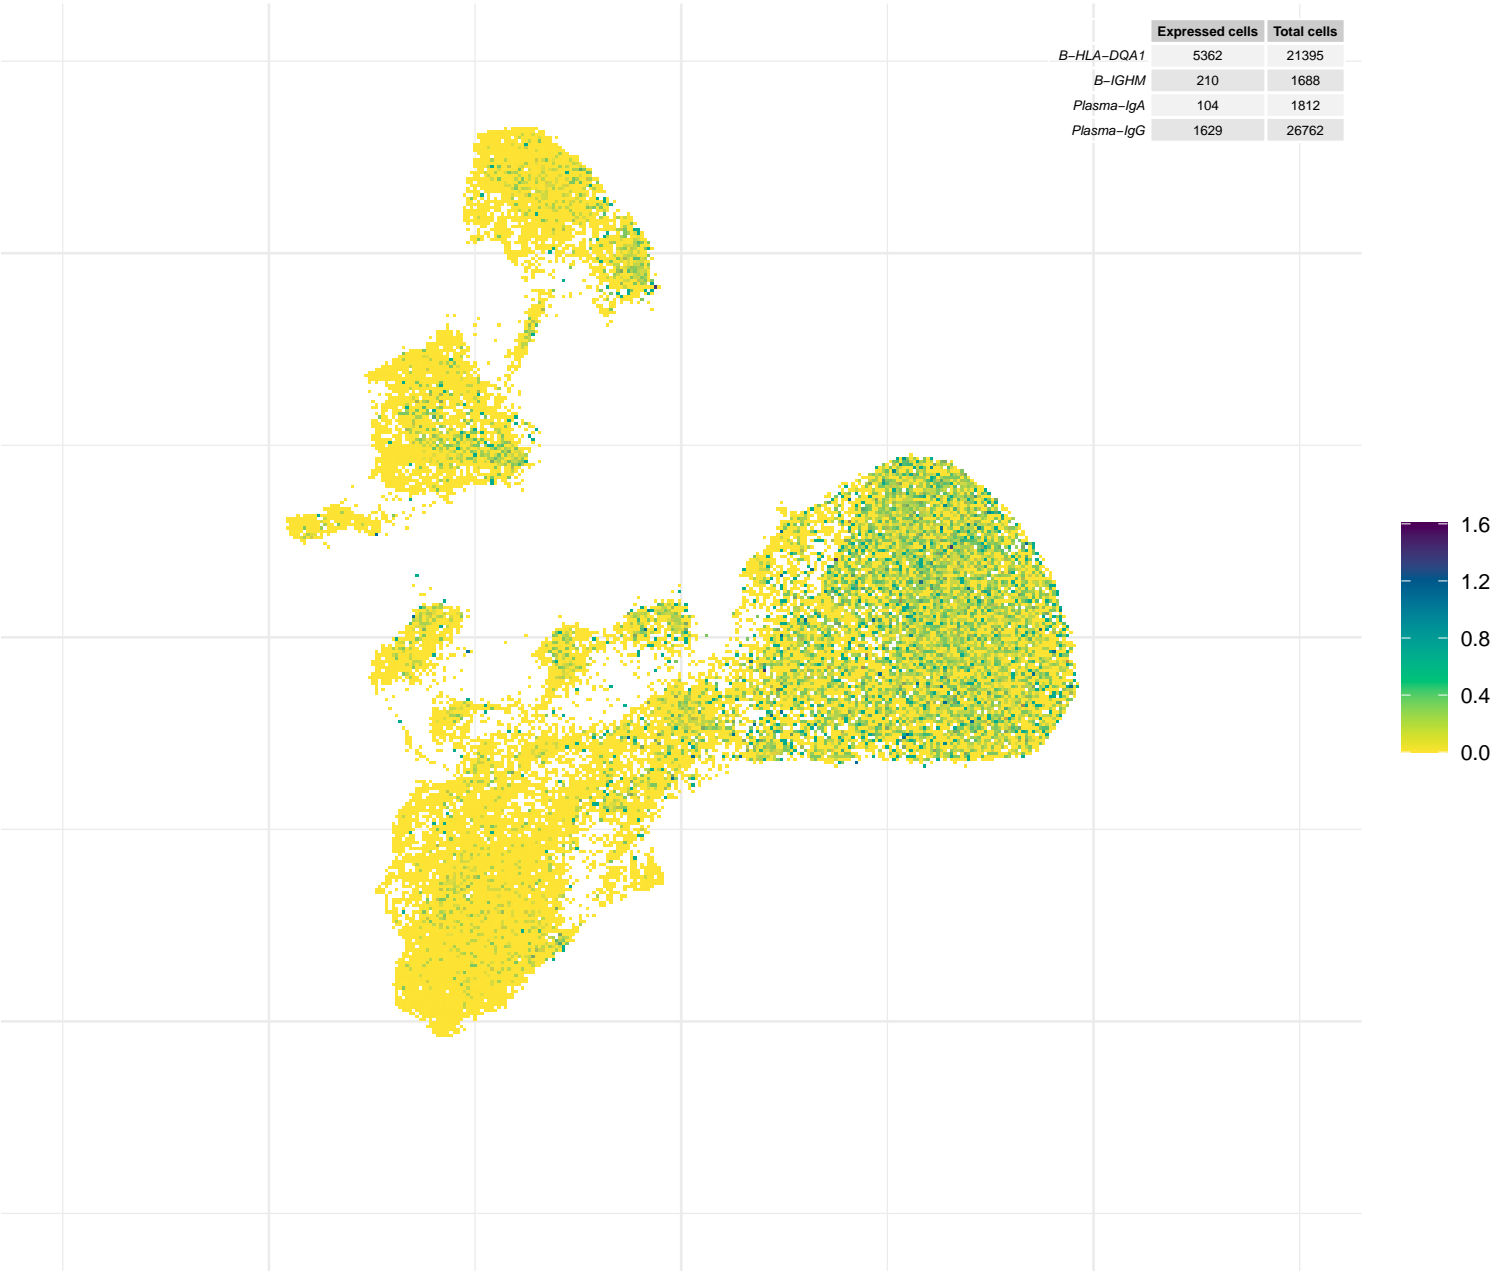 Expressed cells Total cells
B−HLA−DQA1 5362 21395
B−IGHM 210 1688
Plasma−IgA 104 1812
Plasma−IgG 1629 26762
1.6
1.2
0.8
0.4
0.0